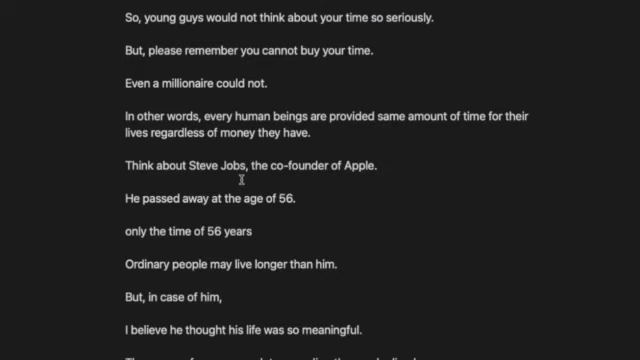 So, young guys would not think about your time so seriously.
But, please remember you cannot buy your time.
Even a millionaire could not.
In other words, every human beings are provided same amount of time for their
lives regardless of money they have.
Think about Steve Jobs, the co-founder of Apple.
He passed away at the age of 56.
only the time of 56 years
Ordinary people may live longer than him.
But, in case of him,
I believe he thought his life was so meaningful.